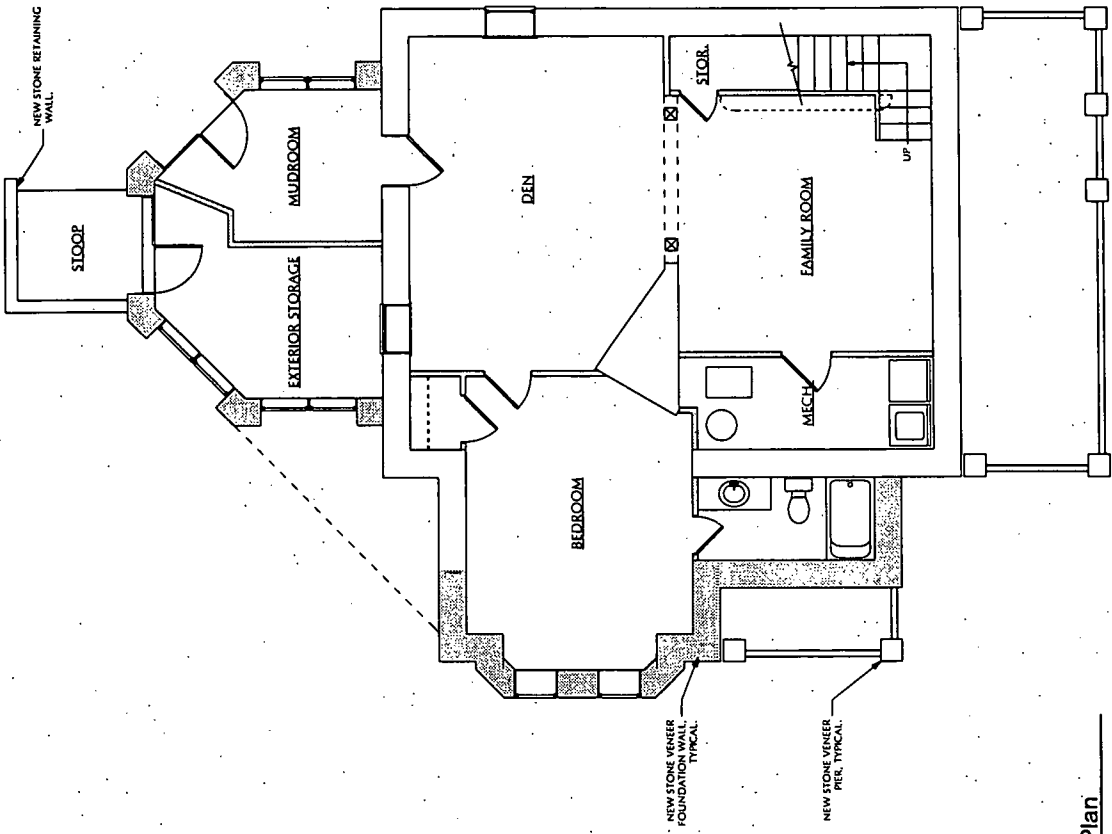 NEW STONE RETAINING
WALL.
STOOP
MUDROOM
EXTERIOR STORAGE
DEN
STOR.
UP
FAMILY ROOM
MECH
BEDROOM
NEW STONE VENEER
FOUNDATION WALL,
TYPICAL.
NEW STONE VENEER
PIER, TYPICAL.
Plan